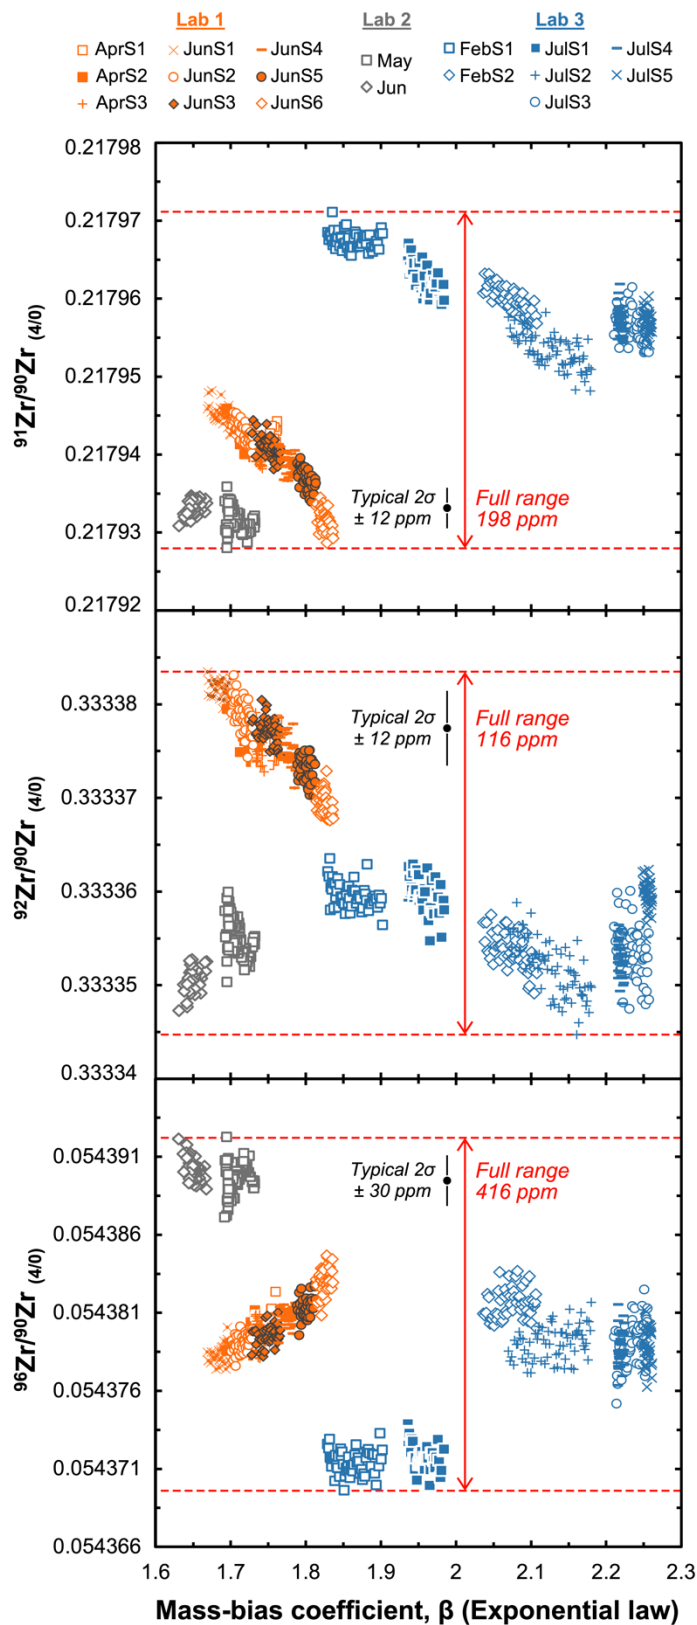 Lab 1 Lab 2 Lab 3
AprS1 JunS1 JunS4 May FebS1 JulS1 JulS4
AprS2 JunS2 JunS5 Jun FebS2 JulS2 JulS5
AprS3 JunS3 JunS6 JulS3
0.21798
0.21797
0.21796
0.21795
0.21794
0.21793
0.21792
⁹¹Zr/⁹⁰Zr (4/0)
Typical 2σ
± 12 ppm
Full range
198 ppm
0.33338
0.33337
0.33336
0.33335
0.33334
⁹²Zr/⁹⁰Zr (4/0)
Typical 2σ
± 12 ppm
Full range
116 ppm
0.054391
0.054386
0.054381
0.054376
0.054371
0.054366
⁹⁶Zr/⁹⁰Zr (4/0)
Typical 2σ
± 30 ppm
Full range
416 ppm
1.6 1.7 1.8 1.9 2 2.1 2.2 2.3
Mass-bias coefficient, β (Exponential law)